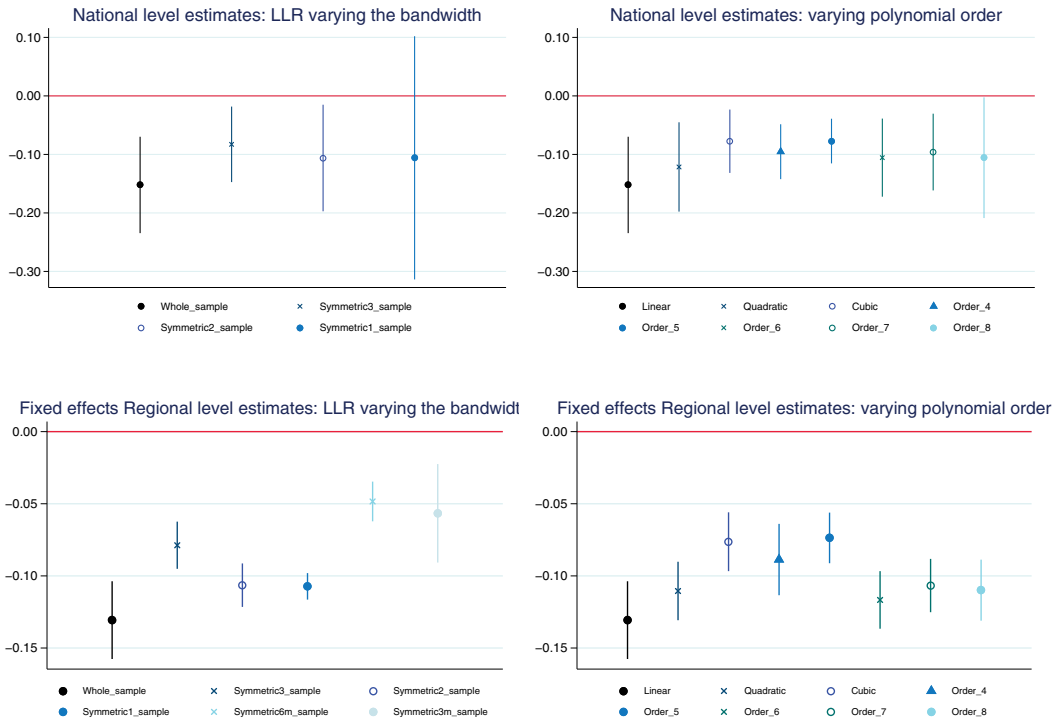 National level estimates: LLR varying the bandwidth
0.10
0.00
−0.10
−0.20
−0.30
Whole_sample
Symmetric3_sample
Symmetric2_sample
Symmetric1_sample
National level estimates: varying polynomial order
0.10
0.00
−0.10
−0.20
−0.30
Linear
Quadratic
Cubic
Order_4
Order_5
Order_6
Order_7
Order_8
Fixed effects Regional level estimates: LLR varying the bandwidt
0.00
−0.05
−0.10
−0.15
Whole_sample
Symmetric3_sample
Symmetric2_sample
Symmetric1_sample
Symmetric6m_sample
Symmetric3m_sample
Fixed effects Regional level estimates: varying polynomial order
0.00
−0.05
−0.10
−0.15
Linear
Quadratic
Cubic
Order_4
Order_5
Order_6
Order_7
Order_8